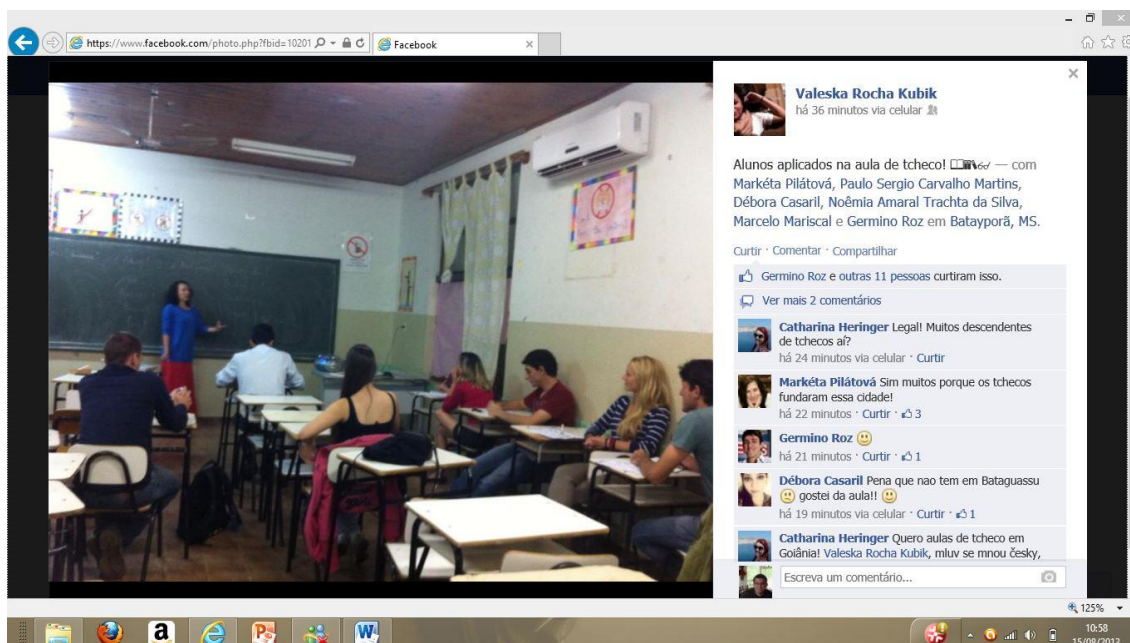 https://www.facebook.com/photo.php?fbid=10201
Facebook
Valeska Rocha Kubik
há 36 minutos via celular
Alunos aplicados na aula de tcheco! — com
Markéta Pilátová, Paulo Sergio Carvalho Martins,
Débora Casaril, Noêmia Amaral Trachta da Silva,
Marcelo Mariscal e Germino Roz em Batayporã, MS.
Curtir · Comentar · Compartilhar
Germino Roz e outras 11 pessoas curtiram isso.
Ver mais 2 comentários
Catharina Heringer Legal! Muitos descendentes
de tchecos aí?
há 24 minutos via celular · Curtir
Markéta Pilátová Sim muitos porque os tchecos
fundaram essa cidade!
há 22 minutos · Curtir · 3
Germino Roz
há 21 minutos · Curtir · 1
Débora Casaril Pena que nao tem em Bataguassu
gostei da aula!!
há 19 minutos via celular · Curtir · 1
Catharina Heringer Quero aulas de tcheco em
Goiânia! Valeska Rocha Kubik, mluv se mnou česky,
Escreva um comentário...
125%
a
10:58
15/08/2013